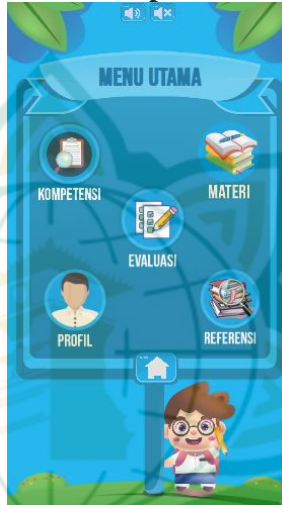 MENU UTAMA
KOMPETENSI
MATERI
EVALUASI
PROFIL
REFERENSI